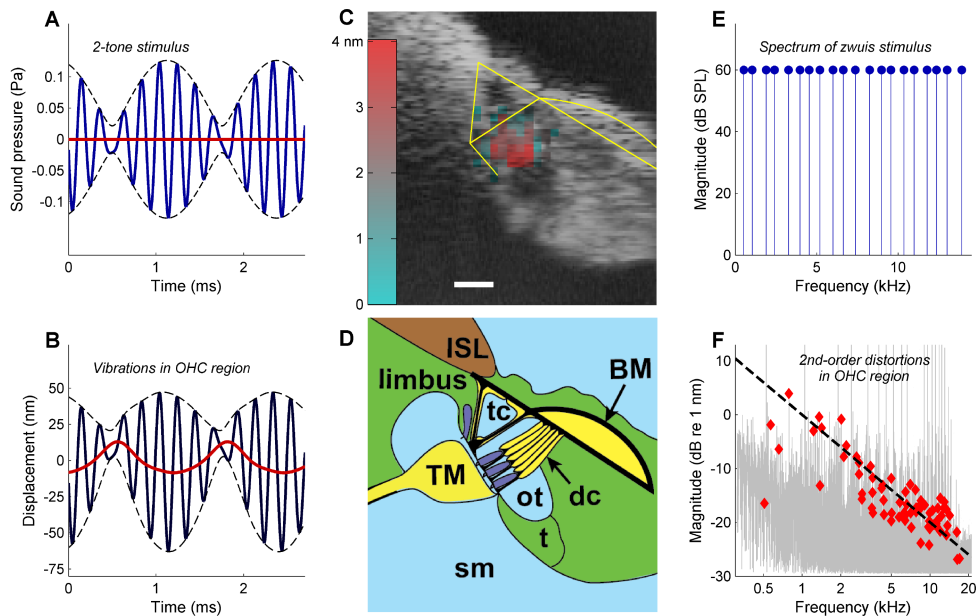 A
2-tone stimulus
Sound pressure (Pa)
0.1
0.05
0
-0.05
-0.1
0 1 2
Time (ms)
B
Vibrations in OHC region
Displacement (nm)
50
25
0
-25
-50
-75
0 1 2
Time (ms)
C
4 nm
3
2
1
0
D
ISL
limbus
tc
BM
TM
ot
dc
t
sm
E
Spectrum of zwuis stimulus
Magnitude (dB SPL)
60
40
20
0
0 5 10
Frequency (kHz)
F
2nd-order distortions
in OHC region
Magnitude (dB re 1 nm)
10
0
-10
-20
-30
0.5 1 2 5 10 20
Frequency (kHz)